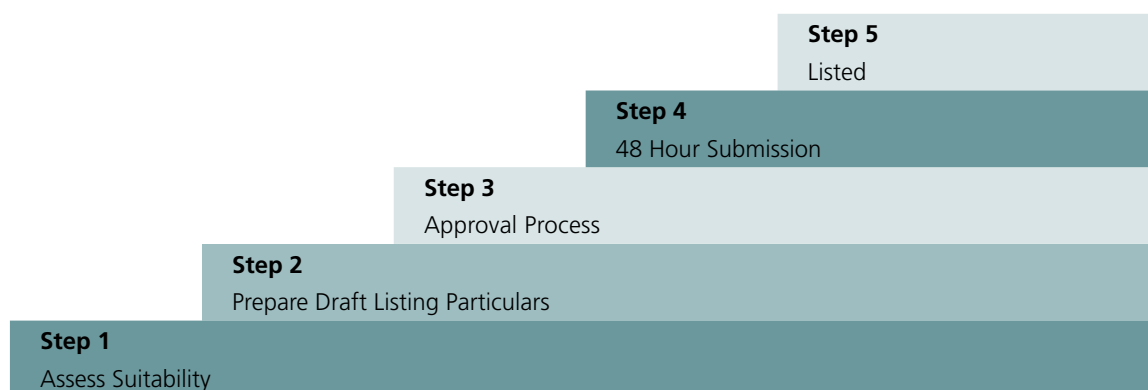 Step 5
Listed
Step 4
48 Hour Submission
Step 3
Approval Process
Step 2
Prepare Draft Listing Particulars
Step 1
Assess Suitability